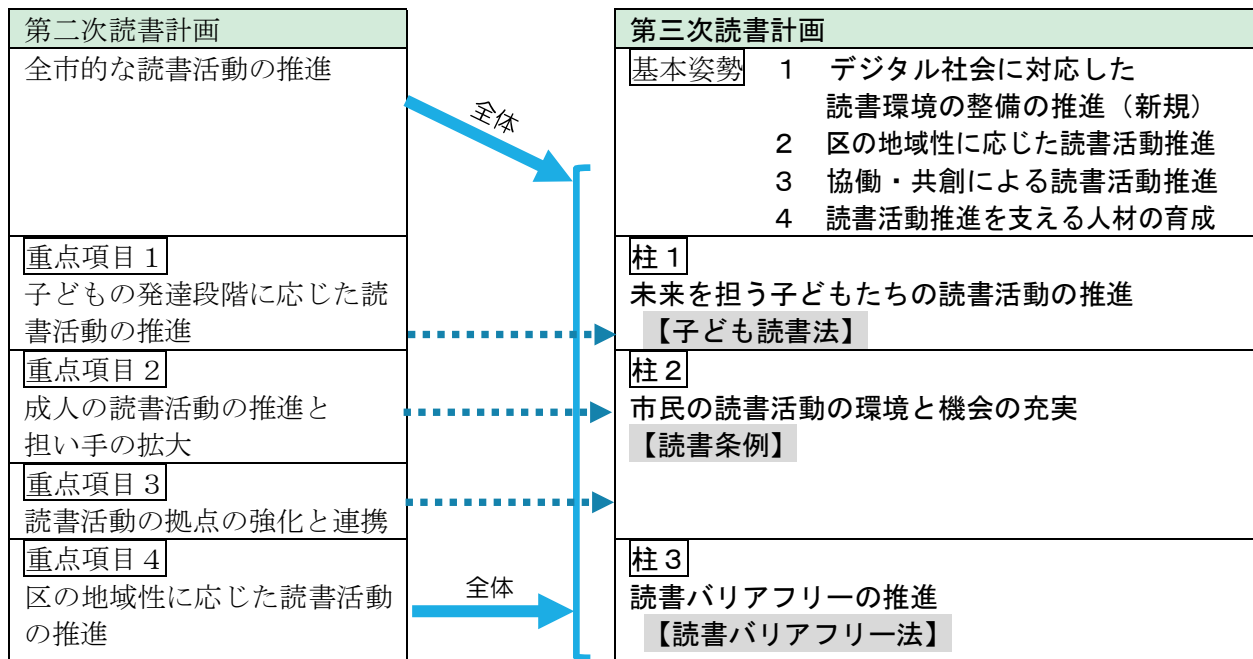 第二次読書計画
全市的な読書活動の推進
重点項目1
子どもの発達段階に応じた読
書活動の推進
重点項目2
成人の読書活動の推進と
担い手の拡大
重点項目3
読書活動の拠点の強化と連携
重点項目4
区の地域性に応じた読書活動
の推進
全体
全体
第三次読書計画
基本姿勢 1 デジタル社会に対応した
読書環境の整備の推進(新規)
2 区の地域性に応じた読書活動推進
3 協働・共創による読書活動推進
4 読書活動推進を支える人材の育成
柱1
未来を担う子どもたちの読書活動の推進
【子ども読書法】
柱2
市民の読書活動の環境と機会の充実
【読書条例】
柱3
読書バリアフリーの推進
【読書バリアフリー法】